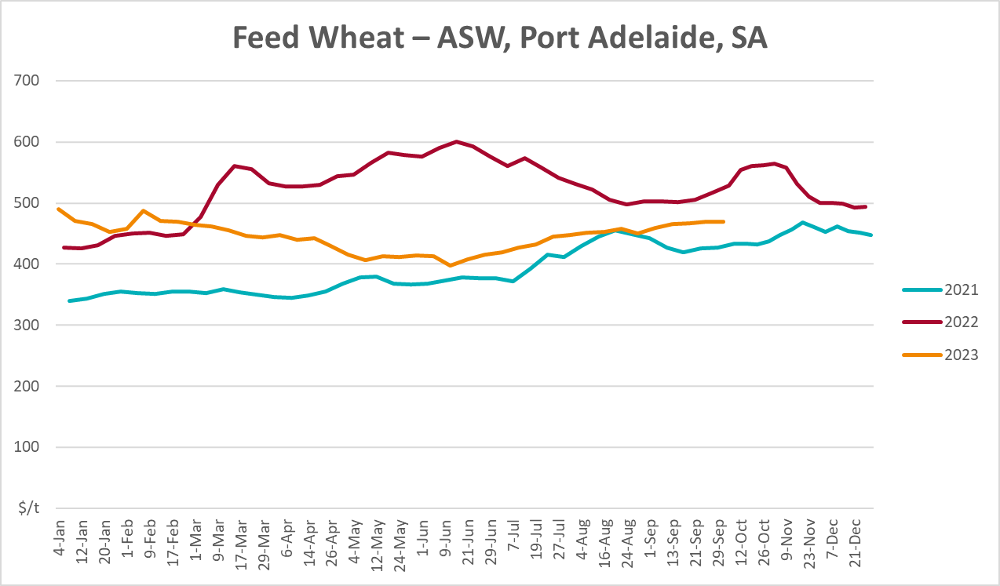 Feed Wheat – ASW, Port Adelaide, SA
700
600
500
400
300
200
100
$/t
4-Jan
12-Jan
20-Jan
1-Feb
9-Feb
17-Feb
1-Mar
9-Mar
17-Mar
29-Mar
6-Apr
14-Apr
26-Apr
4-May
12-May
24-May
1-Jun
9-Jun
21-Jun
29-Jun
7-Jul
19-Jul
27-Jul
4-Aug
16-Aug
24-Aug
1-Sep
13-Sep
21-Sep
29-Sep
12-Oct
26-Oct
9-Nov
23-Nov
7-Dec
21-Dec
2021
2022
2023